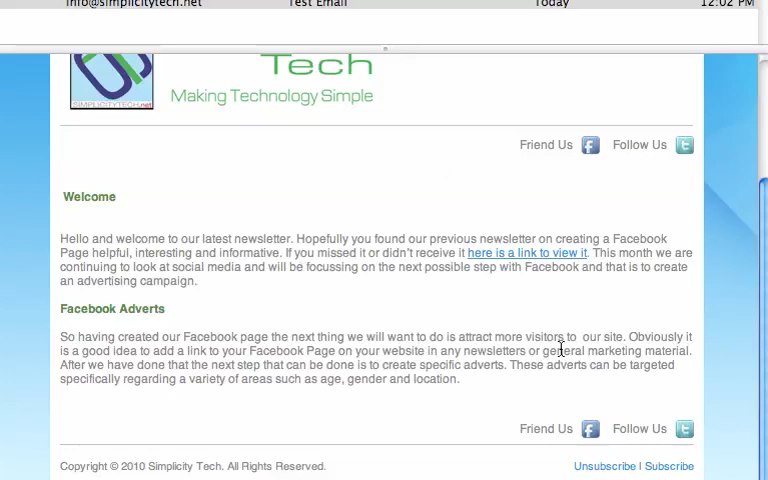 info@simplicitytech.net Test Email Today 12:02 PM
Tech
SIMPLICITYTECH.net
Making Technology Simple
Friend Us Follow Us
Welcome
Hello and welcome to our latest newsletter. Hopefully you found our previous newsletter on creating a Facebook
Page helpful, interesting and informative. If you missed it or didn't receive it here is a link to view it. This month we are
continuing to look at social media and will be focussing on the next possible step with Facebook and that is to create
an advertising campaign.
Facebook Adverts
So having created our Facebook page the next thing we will want to do is attract more visitors to our site. Obviously it
is a good idea to add a link to your Facebook Page on your website in any newsletters or general marketing material.
After we have done that the next step that can be done is to create specific adverts. These adverts can be targeted
specifically regarding a variety of areas such as age, gender and location.
Friend Us Follow Us
Copyright © 2010 Simplicity Tech. All Rights Reserved. Unsubscribe | Subscribe